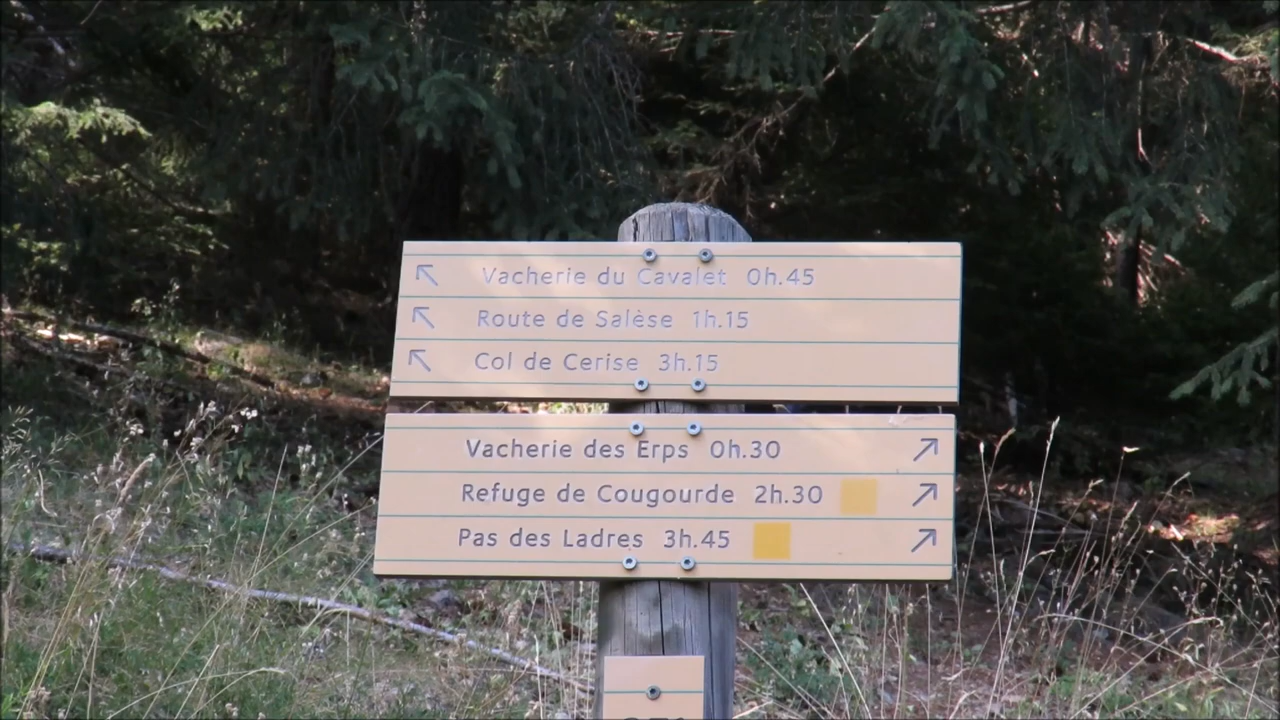 Vacherie du Cavalet 0h.45
Route de Salèse 1h.15
Col de Cerise 3h.15
Vacherie des Erps 0h.30
Refuge de Cougourde 2h.30
Pas des Ladres 3h.45